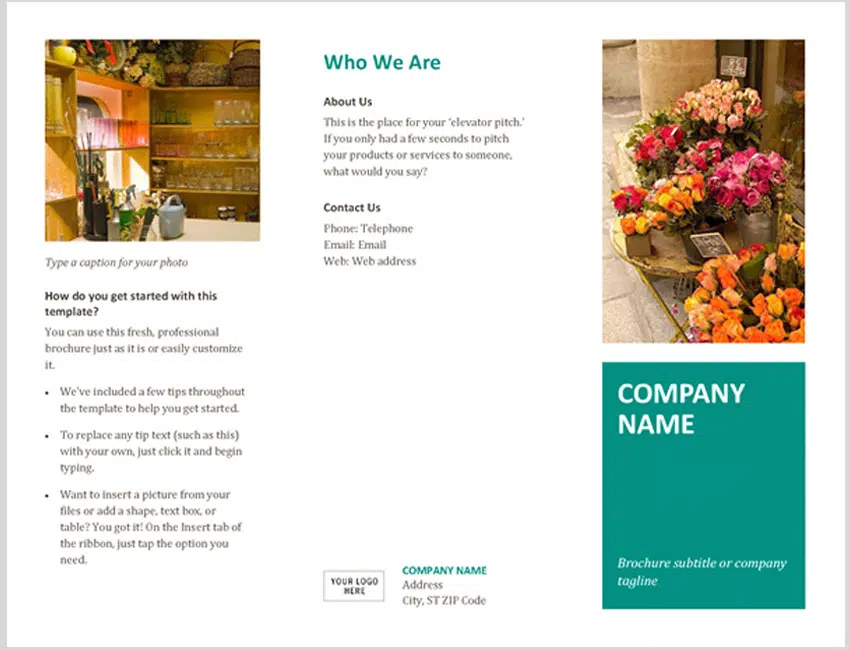 Type a caption for your photo
How do you get started with this
template?
You can use this fresh, professional
brochure just as it is or easily customize
it.
• We've included a few tips throughout
the template to help you get started.
• To replace any tip text (such as this)
with your own, just click it and begin
typing.
• Want to insert a picture from your
files or add a shape, text box, or
table? You got it! On the Insert tab of
the ribbon, just tap the option you
need.
Who We Are
About Us
This is the place for your ‘elevator pitch.’
If you only had a few seconds to pitch
your products or services to someone,
what would you say?
Contact Us
Phone: Telephone
Email: Email
Web: Web address
YOUR LOGO
HERE
COMPANY NAME
Address
City, ST ZIP Code
COMPANY
NAME
Brochure subtitle or company
tagline